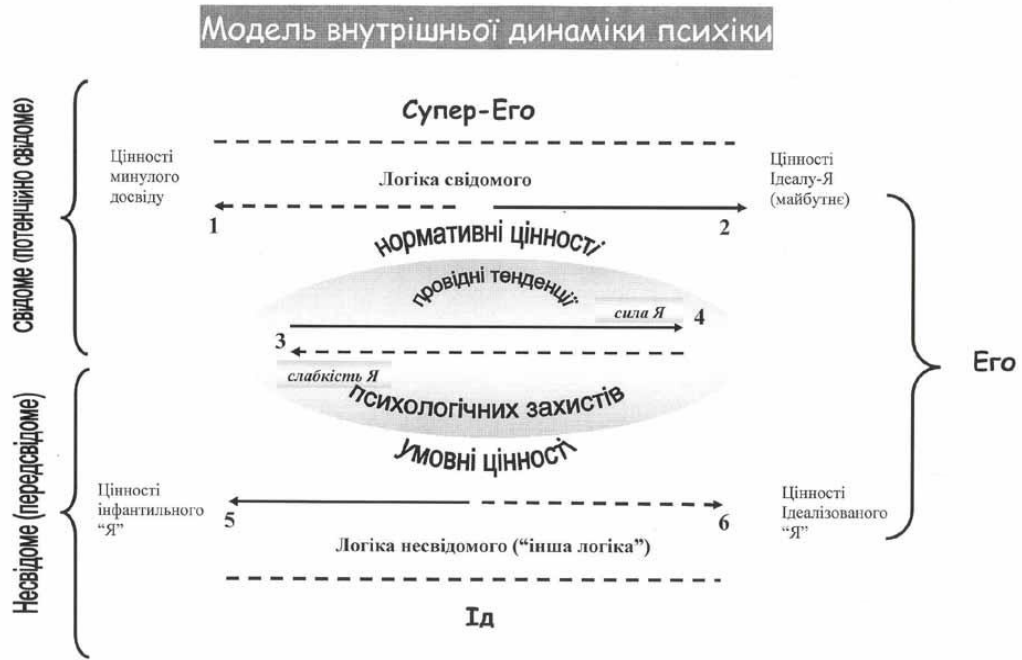 Модель внутрішньої динаміки психіки
Свідоме (потенційно свідоме)
Супер-Его
Цінності
минулого
досвіду
Логіка свідомого
Цінності
Ідеалу-Я
(майбутнє)
1
2
нормативні цінності
провідні тенденції
сила Я
4
3
слабкість Я
психологічних захистів
Умовні цінності
Его
Несвідоме (передсвідоме)
Цінності
інфантильного
“Я”
5
6
Цінності
Ідеалізованого
“Я”
Логіка несвідомого (“інша логіка”)
Ід